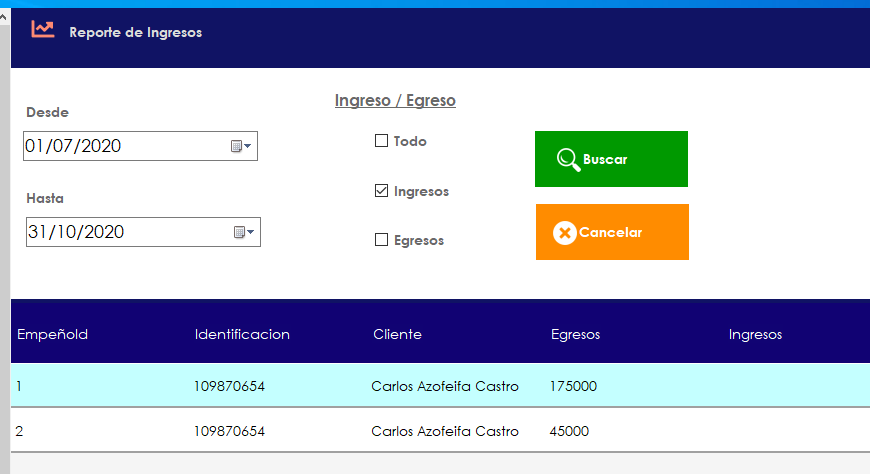 Reporte de Ingresos
Desde
01/07/2020
Hasta
31/10/2020
Ingreso / Egreso
Todo
Ingresos
Egresos
Buscar
Cancelar
EmpeñoId Identificacion Cliente Egresos Ingresos
1 109870654 Carlos Azofeifa Castro 175000
2 109870654 Carlos Azofeifa Castro 45000